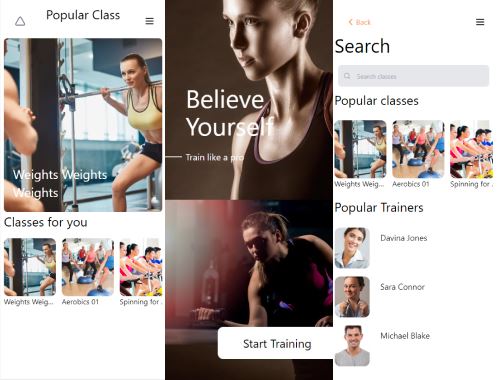 Popular Class
Weights Weights
Weights
Classes for you
Weights Weig...
Aerobics 01
Spinning for ...
Believe
Yourself
Train like a pro
Start Training
Back
Search
Search classes
Popular classes
Weights Weig...
Aerobics 01
Spinning for W
Popular Trainers
Davina Jones
Sara Connor
Michael Blake